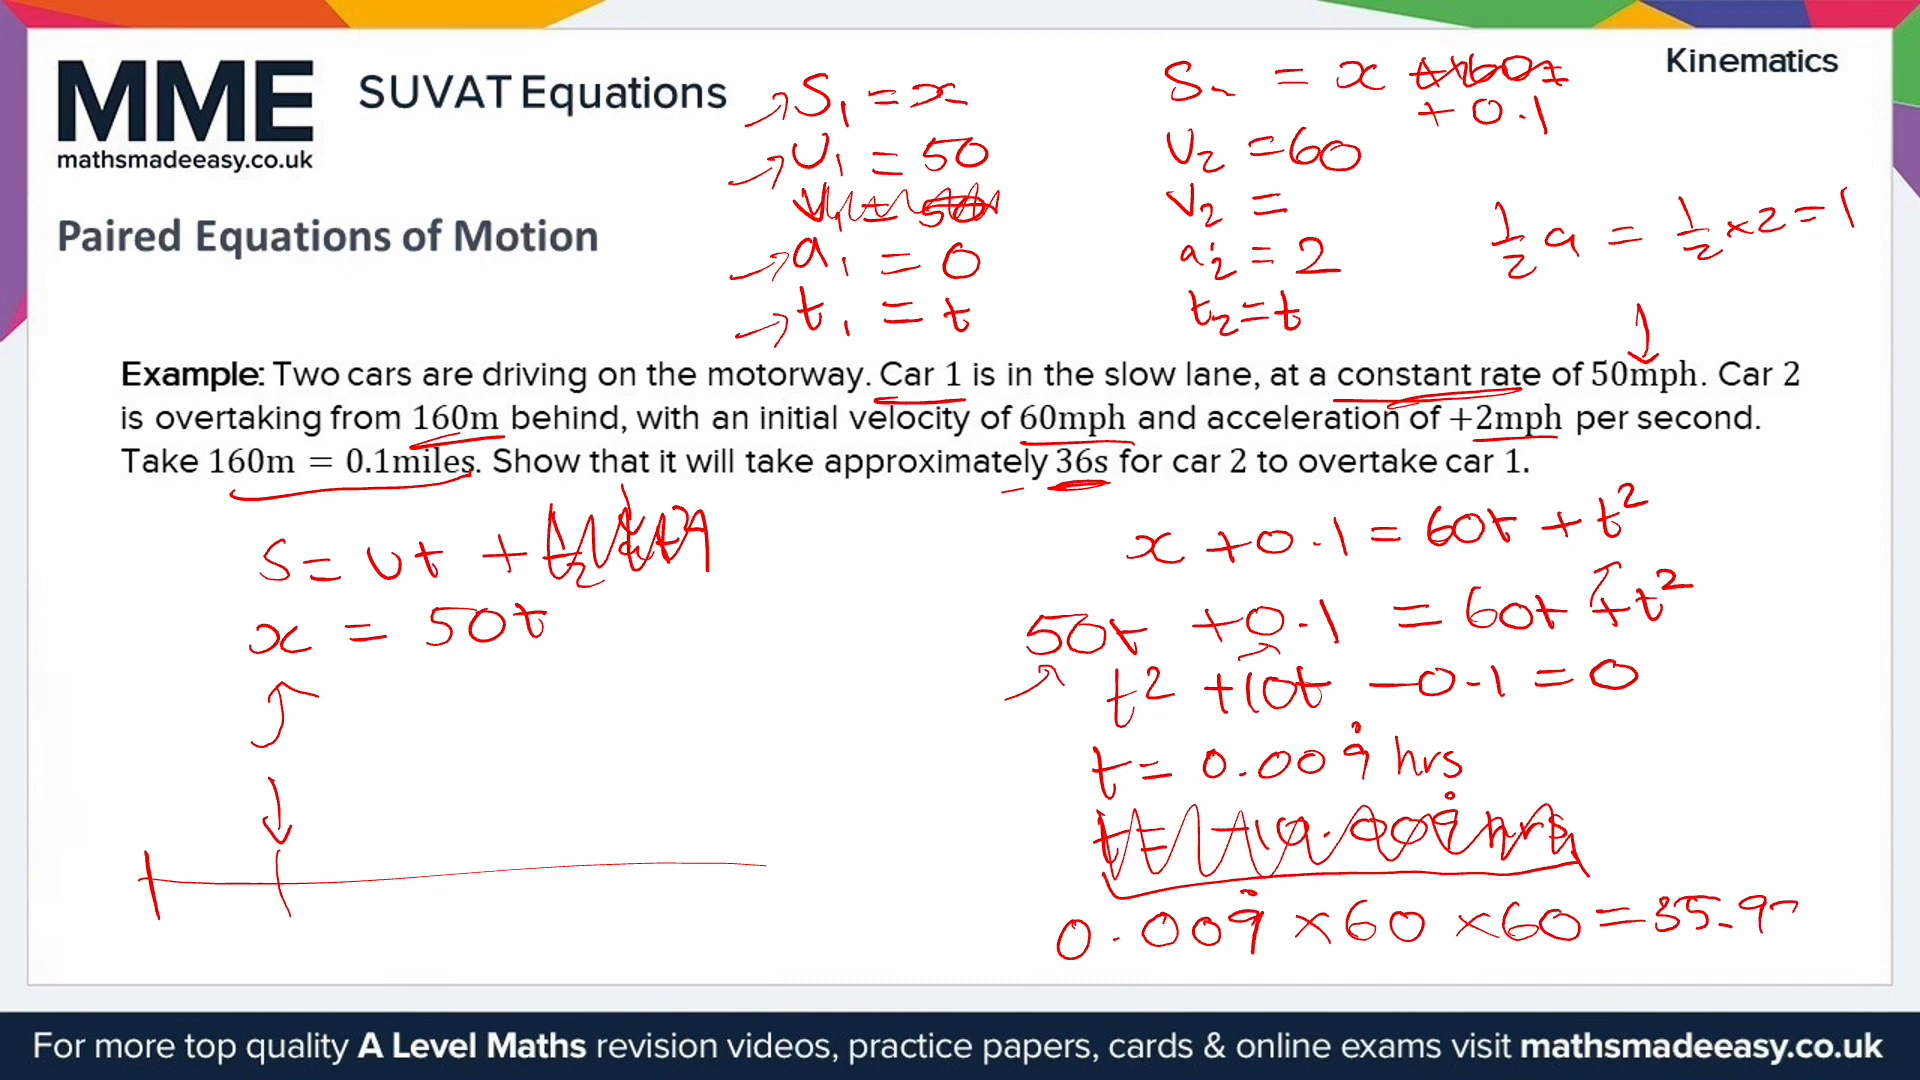 MME
mathsmadeeasy.co.uk
SUVAT Equations
Kinematics
Paired Equations of Motion
S₁ = x
U₁ = 50
a₁ = 0
t₁ = t
S₂ = x
+ 0.1
U₂ = 60
V₂ =
a₂ = 2
t₂ = t
½a = ½ × 2 = 1
Example: Two cars are driving on the motorway. Car 1 is in the slow lane, at a constant rate of 50mph. Car 2
is overtaking from 160m behind, with an initial velocity of 60mph and acceleration of +2mph per second.
Take 160m = 0.1miles. Show that it will take approximately 36s for car 2 to overtake car 1.
S = ut +
x = 50t
x + 0.1 = 60t + t²
50t + 0.1 = 60t + t²
t² + 10t - 0.1 = 0
t = 0.009̇ hrs
0.009̇ × 60 × 60 = 35.9
For more top quality A Level Maths revision videos, practice papers, cards & online exams visit mathsmadeeasy.co.uk